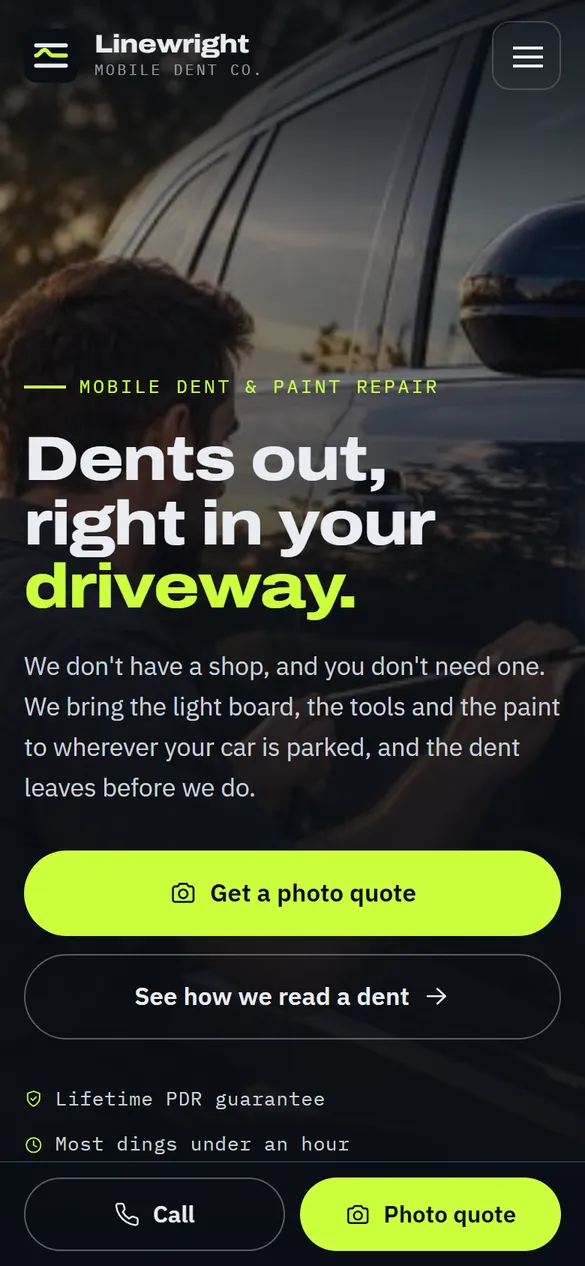 Linewright
MOBILE DENT CO.
MOBILE DENT & PAINT REPAIR
Dents out,
right in your
driveway.
We don't have a shop, and you don't need one.
We bring the light board, the tools and the paint
to wherever your car is parked, and the dent
leaves before we do.
Get a photo quote
See how we read a dent →
Lifetime PDR guarantee
Most dings under an hour
Call
Photo quote